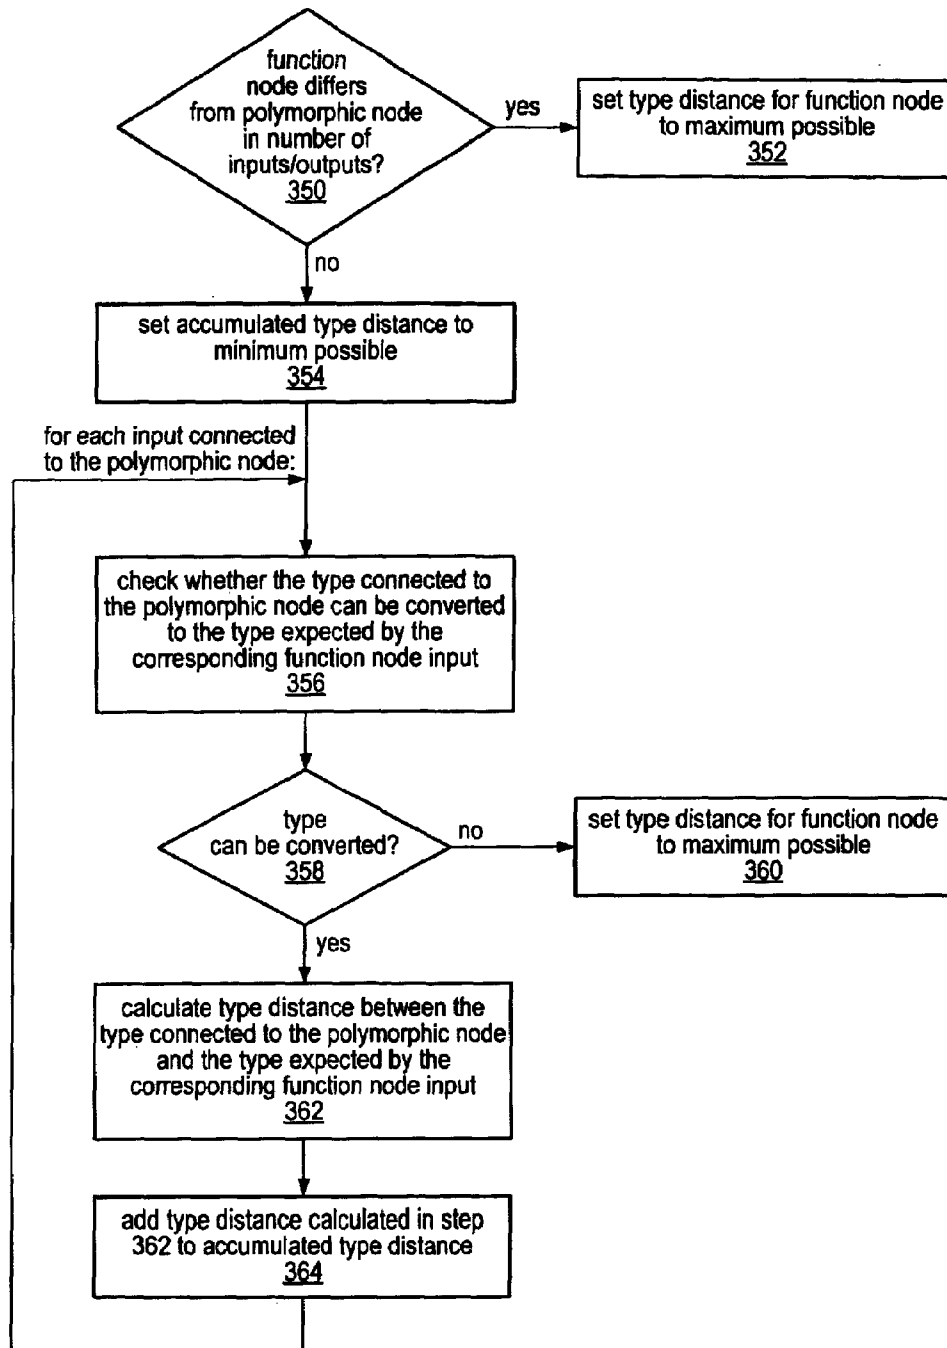 function
node differs
from polymorphic node
in number of
inputs/outputs?
350
yes
set type distance for function node
to maximum possible
352
no
set accumulated type distance to
minimum possible
354
for each input connected
to the polymorphic node:
check whether the type connected to
the polymorphic node can be converted
to the type expected by the
corresponding function node input
356
type
can be converted?
358
no
set type distance for function node
to maximum possible
360
yes
calculate type distance between the
type connected to the polymorphic node
and the type expected by the
corresponding function node input
362
add type distance calculated in step
362 to accumulated type distance
364